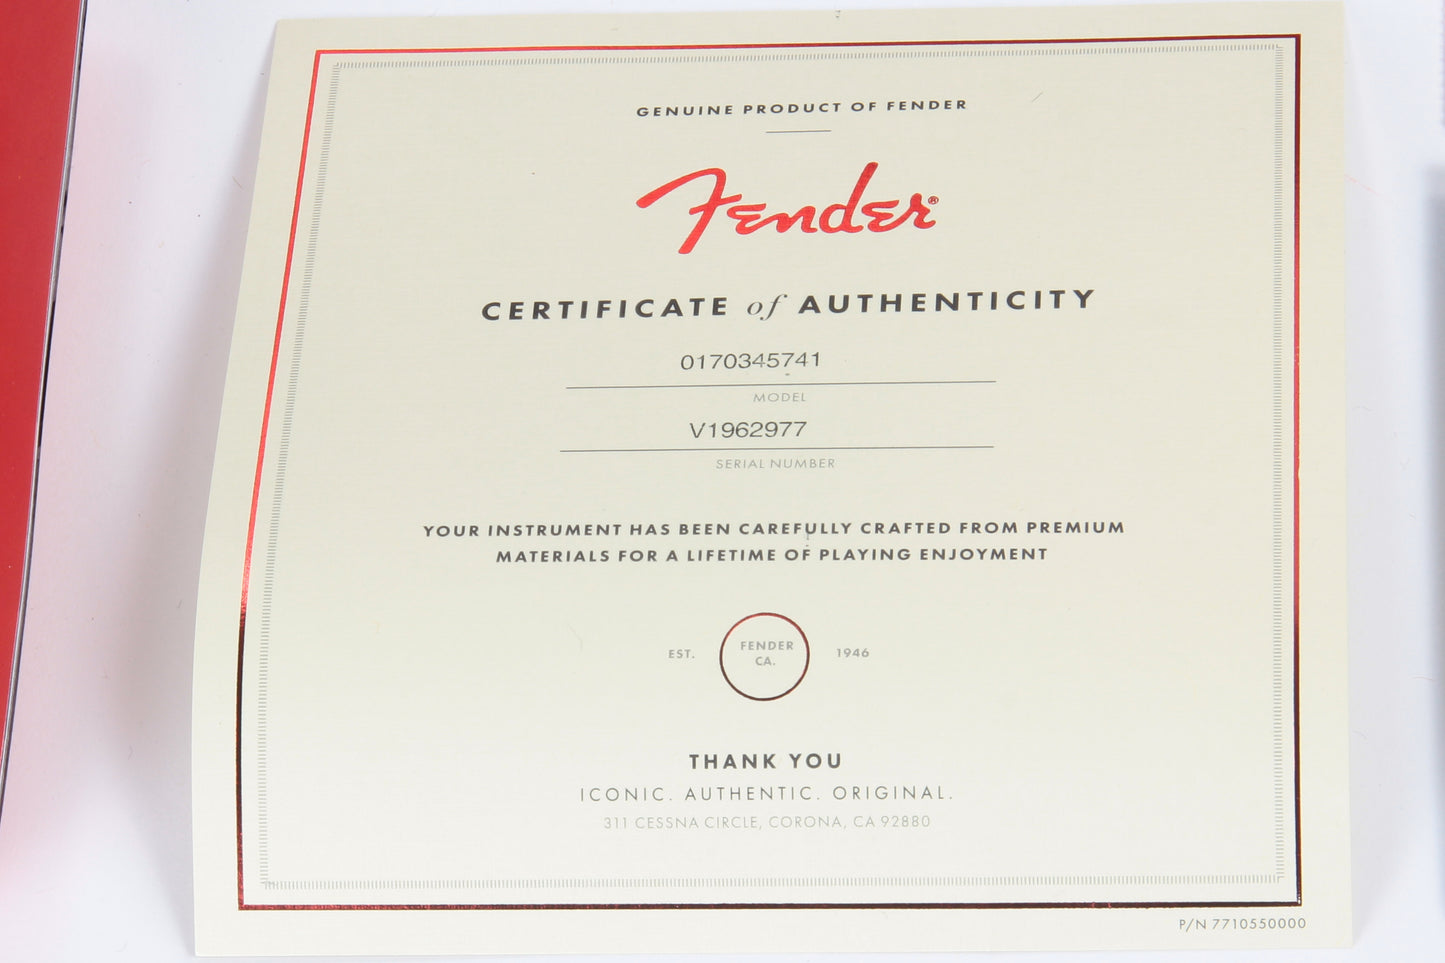 GENUINE PRODUCT OF FENDER
Fender®
CERTIFICATE of AUTHENTICITY
0170345741
MODEL
V1962977
SERIAL NUMBER
YOUR INSTRUMENT HAS BEEN CAREFULLY CRAFTED FROM PREMIUM
MATERIALS FOR A LIFETIME OF PLAYING ENJOYMENT
EST. FENDER CA. 1946
THANK YOU
ICONIC. AUTHENTIC. ORIGINAL.
311 CESSNA CIRCLE, CORONA, CA 92880
P/N 7710550000